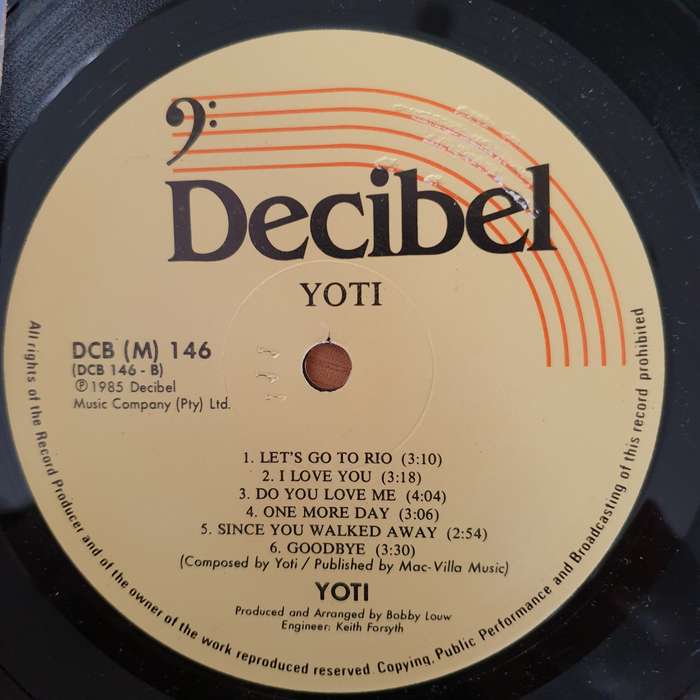 Decibel
YOTI
DCB (M) 146
(DCB 146 - B)
℗ 1985 Decibel
Music Company (Pty) Ltd.
1. LET'S GO TO RIO (3:10)
2. I LOVE YOU (3:18)
3. DO YOU LOVE ME (4:04)
4. ONE MORE DAY (3:06)
5. SINCE YOU WALKED AWAY (2:54)
6. GOODBYE (3:30)
(Composed by Yoti / Published by Mac-Villa Music)
YOTI
Produced and Arranged by Bobby Louw
Engineer: Keith Forsyth
All rights of the Record Producer and of the owner of the work reproduced reserved. Copying, Public Performance and Broadcasting of this record prohibited